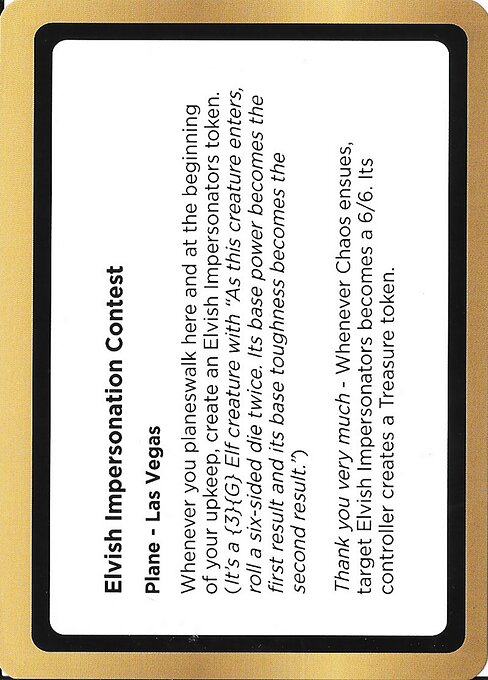 Elvish Impersonation Contest
Plane - Las Vegas
Whenever you planeswalk here and at the beginning
of your upkeep, create an Elvish Impersonators token.
(It's a {3}{G} Elf creature with "As this creature enters,
roll a six-sided die twice. Its base power becomes the
first result and its base toughness becomes the
second result.")
Thank you very much - Whenever Chaos ensues,
target Elvish Impersonators becomes a 6/6. Its
controller creates a Treasure token.